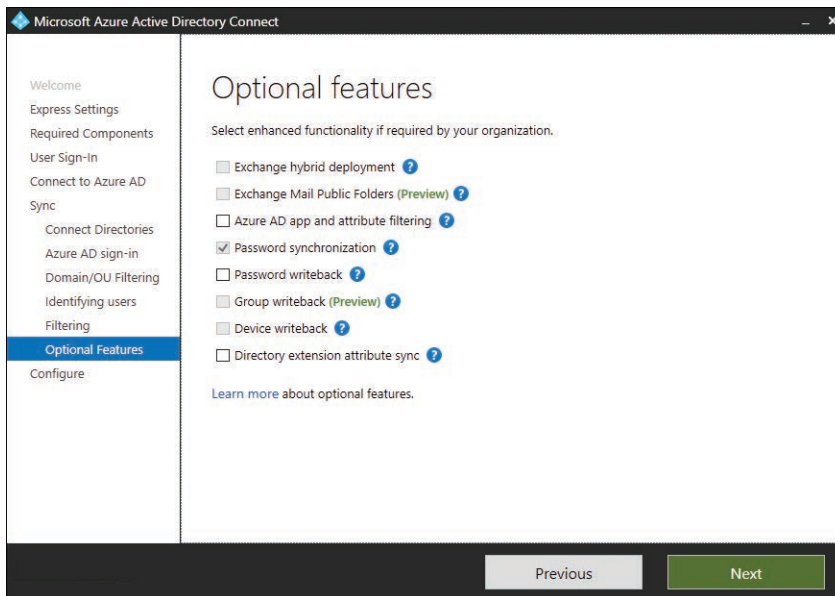 Microsoft Azure Active Directory Connect
Welcome
Express Settings
Required Components
User Sign-In
Connect to Azure AD
Sync
Connect Directories
Azure AD sign-in
Domain/OU Filtering
Identifying users
Filtering
Optional Features
Configure
Optional features
Select enhanced functionality if required by your organization.
Exchange hybrid deployment ?
Exchange Mail Public Folders (Preview) ?
Azure AD app and attribute filtering ?
Password synchronization ?
Password writeback ?
Group writeback (Preview) ?
Device writeback ?
Directory extension attribute sync ?
Learn more about optional features.
Previous
Next